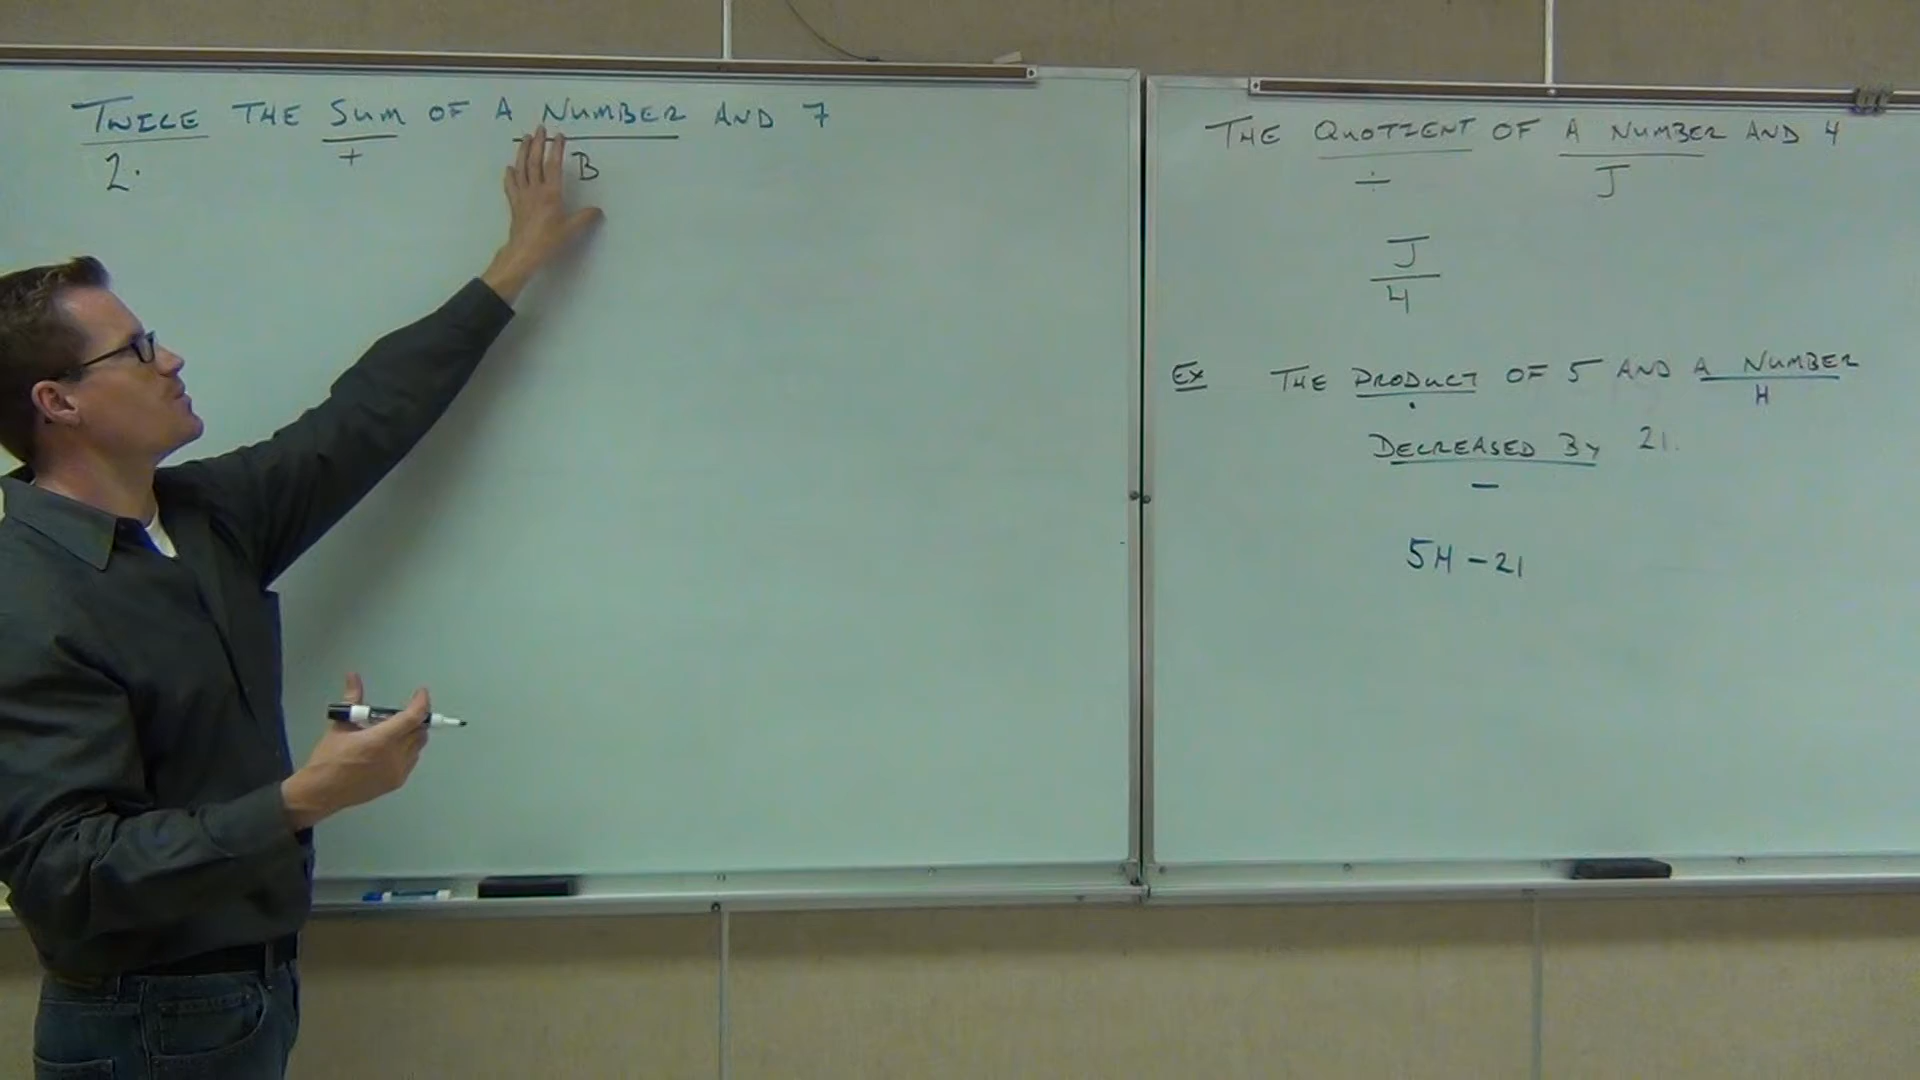 TWICE THE SUM OF A NUMBER AND 7
2· + B
THE QUOTIENT OF A NUMBER AND 4
÷ J
J
4
Ex THE PRODUCT OF 5 AND A NUMBER
· H
DECREASED BY 21.
−
5H − 21